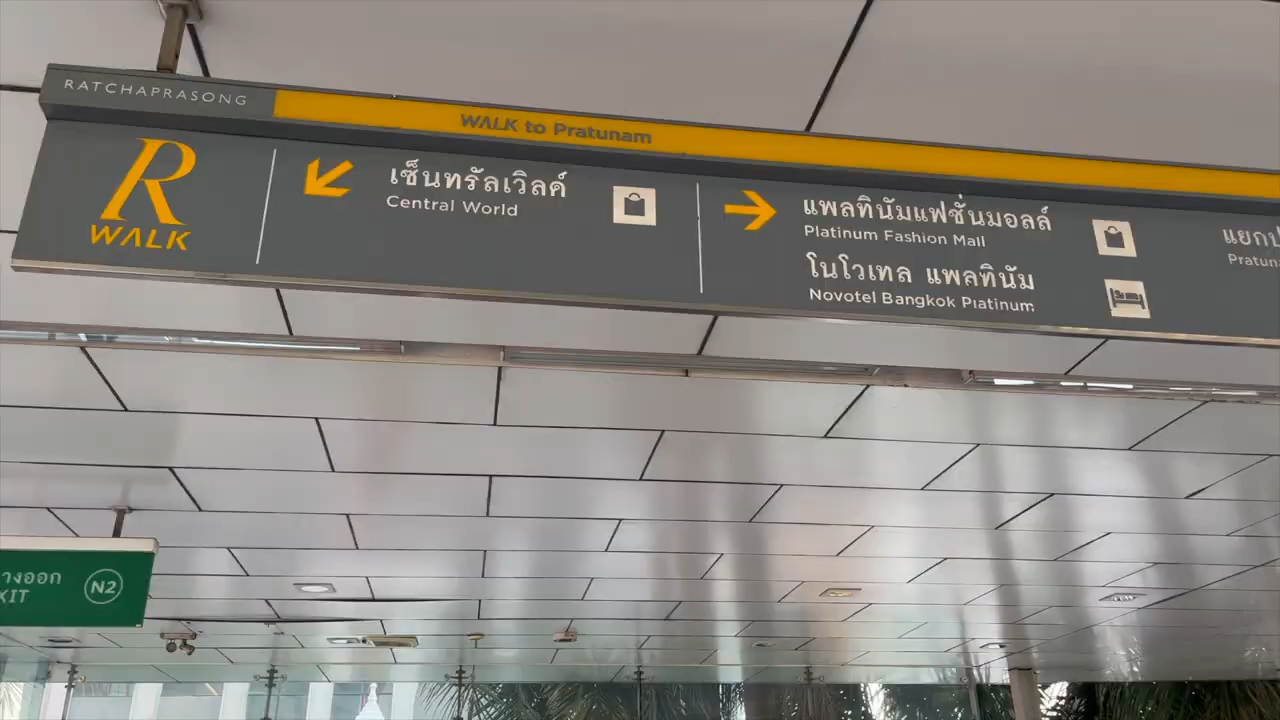 RATCHAPRASONG
WALK to Pratunam
R
WALK
เซ็นทรัลเวิลด์
Central World
แพลทินัมแฟชั่นมอลล์
Platinum Fashion Mall
โนโวเทล แพลทินัม
Novotel Bangkok Platinum
N2